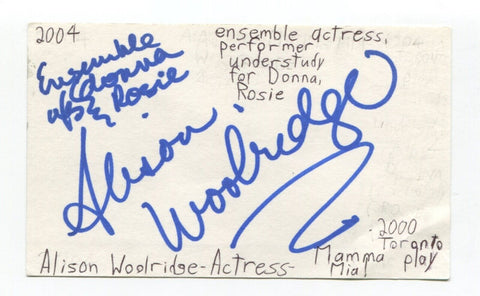 2004
ensemble actress,
performer
understudy
for Donna,
Rosie
Ensemble
Donna
Rosie
Alison
Woolridge
2000
Toronto
play
Alison Woolridge-Actress- Mamma
Mia!